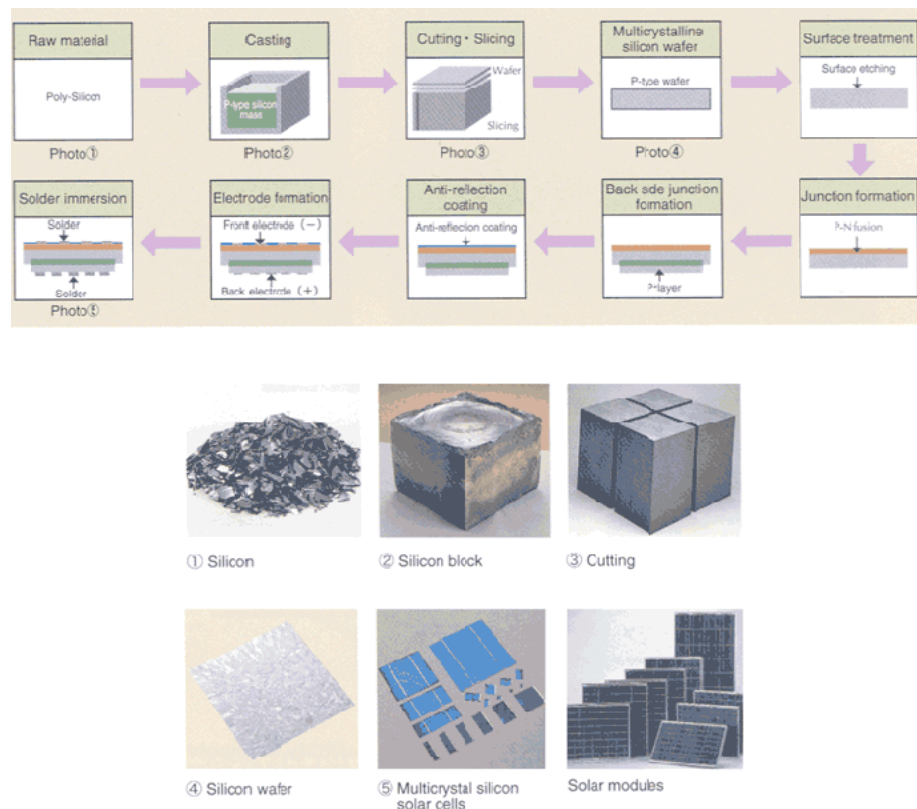 Raw material
Poly-Silicon
Photo①
Casting
P-type silicon
mass
Photo②
Cutting・Slicing
Wafer
Slicing
Photo③
Multicrystalline
silicon wafer
P-type wafer
Photo④
Surface treatment
Surface etching
Junction formation
P-N fusion
Back side junction
formation
P⁺layer
Anti-reflection
coating
Anti-reflection coating
Electrode formation
Front electrode (−)
Back electrode (+)
Solder immersion
Solder
Solder
Photo⑤
① Silicon
② Silicon block
③ Cutting
④ Silicon wafer
⑤ Multicrystal silicon
solar cells
Solar modules